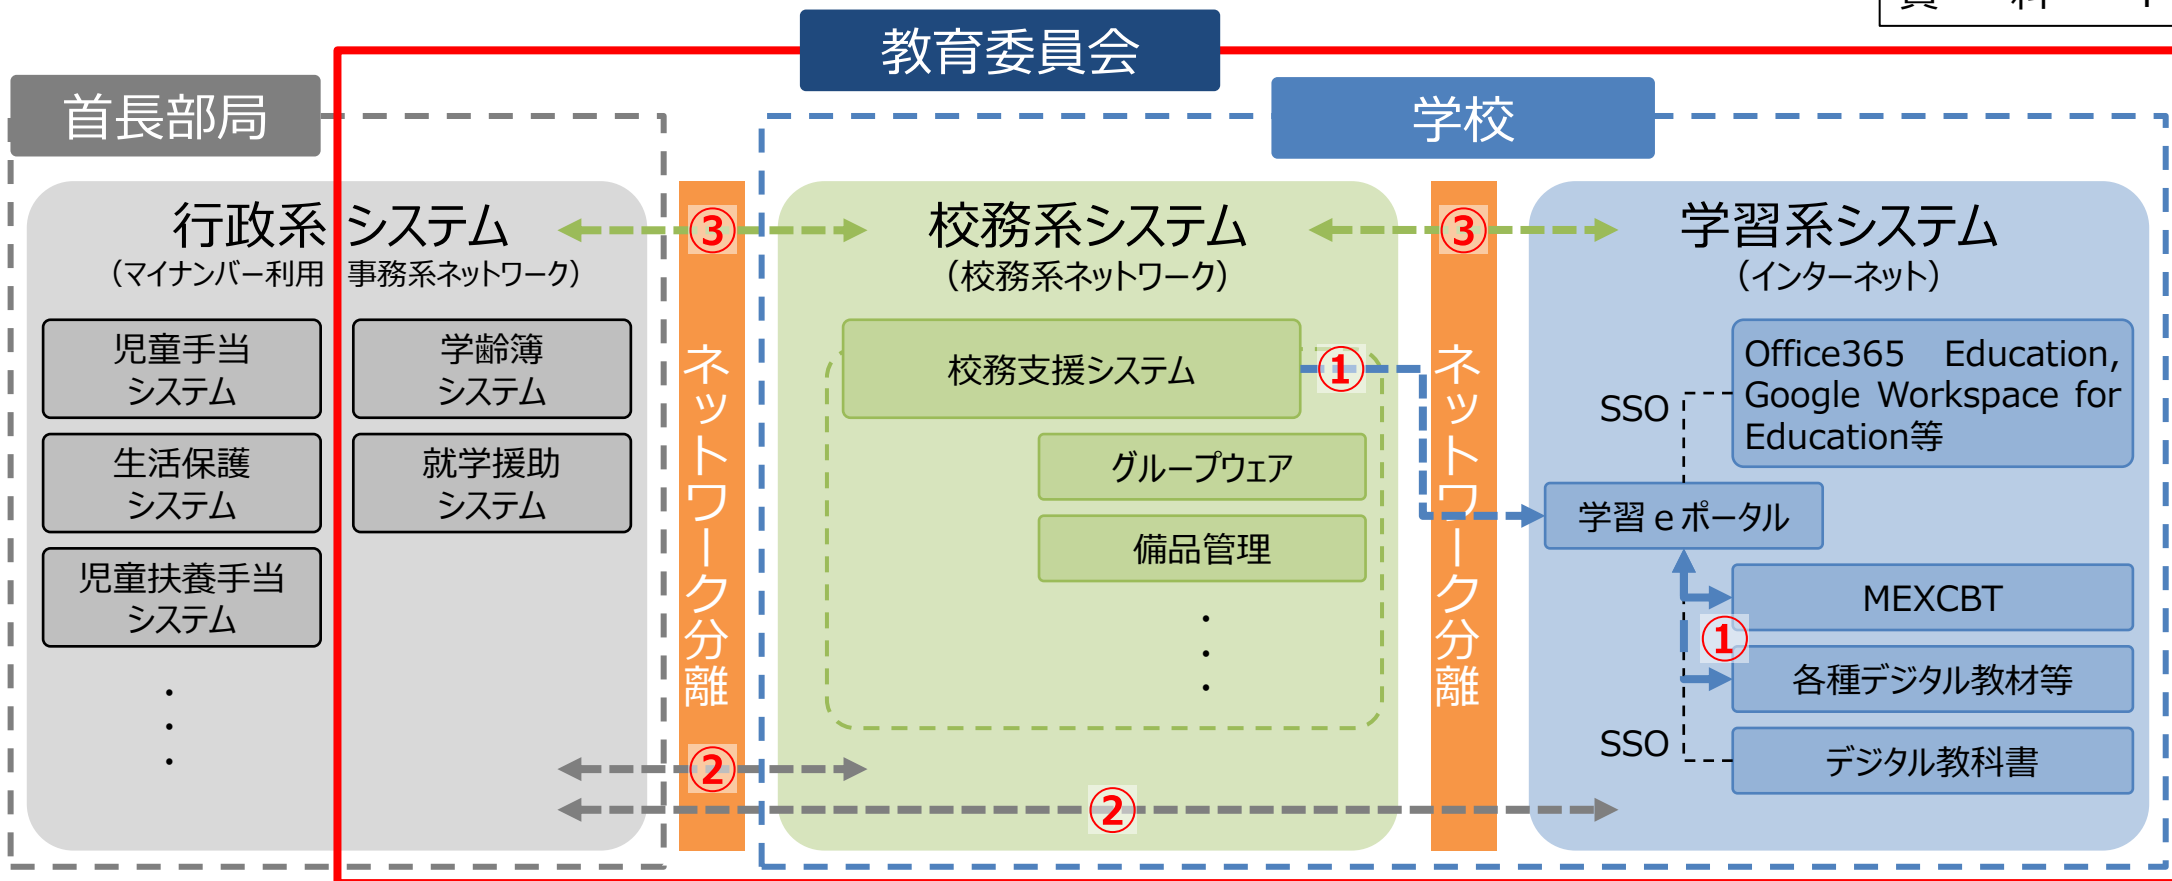 資 料 1
教育委員会
首長部局
学校
行政系 システム
（マイナンバー利用 事務系ネットワーク）
児童手当
システム
学齢簿
システム
生活保護
システム
就学援助
システム
児童扶養手当
システム
・
・
・
③
ネットワーク分離
②
②
校務系システム
（校務系ネットワーク）
校務支援システム
①
グループウェア
備品管理
・
・
・
③
ネットワーク分離
学習系システム
（インターネット）
Office365 Education,
Google Workspace for
Education等
SSO
学習eポータル
MEXCBT
①
各種デジタル教材等
SSO
デジタル教科書